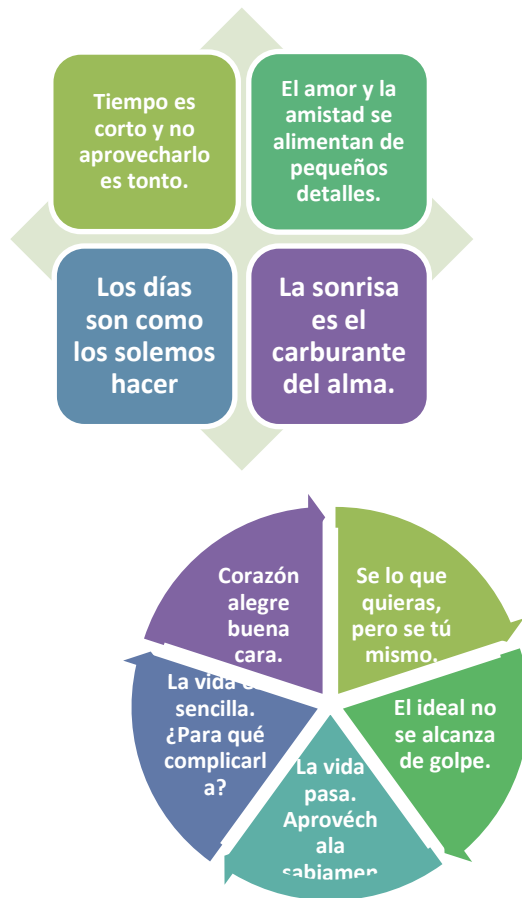 Tiempo es
corto y no
aprovecharlo
es tonto.
El amor y la
amistad se
alimentan de
pequeños
detalles.
Los días
son como
los solemos
hacer
La sonrisa
es el
carburante
del alma.
Corazón
alegre
buena
cara.
Se lo que
quieras,
pero se tú
mismo.
La vida
sencilla.
¿Para qué
complicarl
a?
El ideal no
se alcanza
de golpe.
La vida
pasa.
Aprovéch
ala
sabiamen